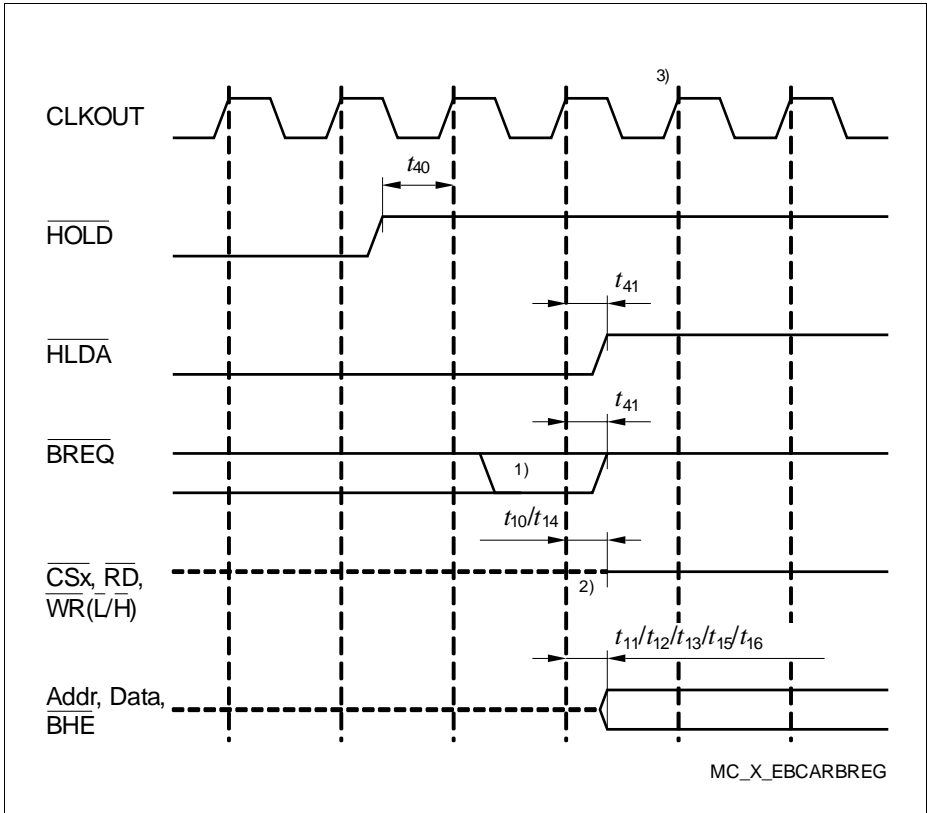 3)
CLKOUT
t40
HOLD
t41
HLDA
t41
BREQ
1)
t10/t14
CSx, RD,
2)
WR(L/H)
t11/t12/t13/t15/t16
Addr, Data,
BHE
MC_X_EBCARBREG